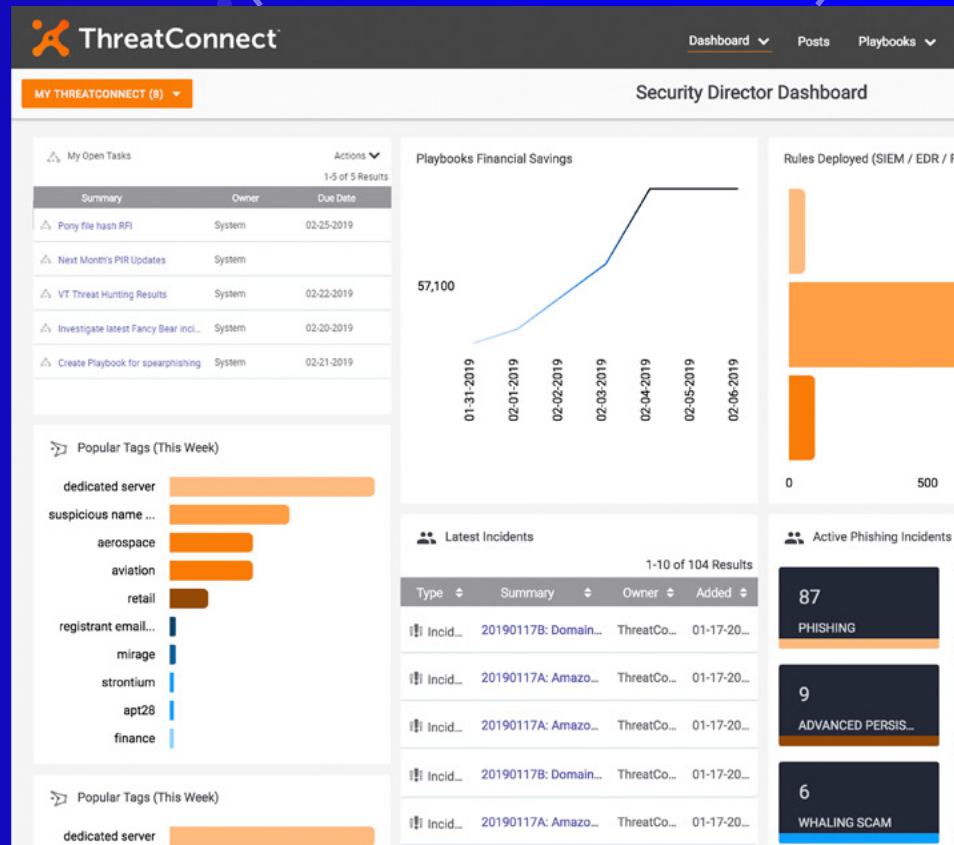 ThreatConnect
Dashboard Posts Playbooks
MY THREATCONNECT (8)
Security Director Dashboard
My Open Tasks Actions
1-5 of 5 Results
Summary Owner Due Date
Pony file hash RFI System 02-25-2019
Next Month's PIR Updates System
VT Threat Hunting Results System 02-22-2019
Investigate latest Fancy Bear inci... System 02-20-2019
Create Playbook for spearphishing System 02-21-2019
Popular Tags (This Week)
dedicated server
suspicious name ...
aerospace
aviation
retail
registrant email...
mirage
strontium
apt28
finance
Popular Tags (This Week)
dedicated server
Playbooks Financial Savings
57,100
01-31-2019
02-01-2019
02-02-2019
02-03-2019
02-04-2019
02-05-2019
02-06-2019
Latest Incidents
1-10 of 104 Results
Type Summary Owner Added
Incid... 20190117B: Domain... ThreatCo... 01-17-20...
Incid... 20190117A: Amazo... ThreatCo... 01-17-20...
Incid... 20190117A: Amazo... ThreatCo... 01-17-20...
Incid... 20190117B: Domain... ThreatCo... 01-17-20...
Incid... 20190117A: Amazo... ThreatCo... 01-17-20...
Rules Deployed (SIEM / EDR /
0 500
Active Phishing Incidents
87
PHISHING
9
ADVANCED PERSIS...
6
WHALING SCAM